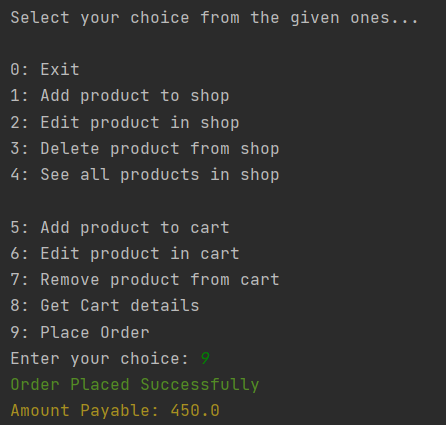 Select your choice from the given ones...
0: Exit
1: Add product to shop
2: Edit product in shop
3: Delete product from shop
4: See all products in shop
5: Add product to cart
6: Edit product in cart
7: Remove product from cart
8: Get Cart details
9: Place Order
Enter your choice: 9
Order Placed Successfully
Amount Payable: 450.0